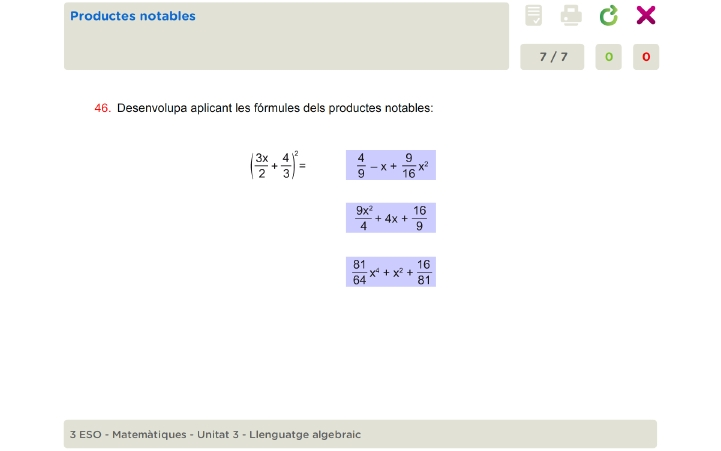 Productes notables
7 / 7
0
0
46. Desenvolupa aplicant les fórmules dels productes notables:
(3x/2 + 4/3)² =
4/9 − x + 9/16 x²
9x²/4 + 4x + 16/9
81/64 x⁴ + x² + 16/81
3 ESO - Matemàtiques - Unitat 3 - Llenguatge algebraic